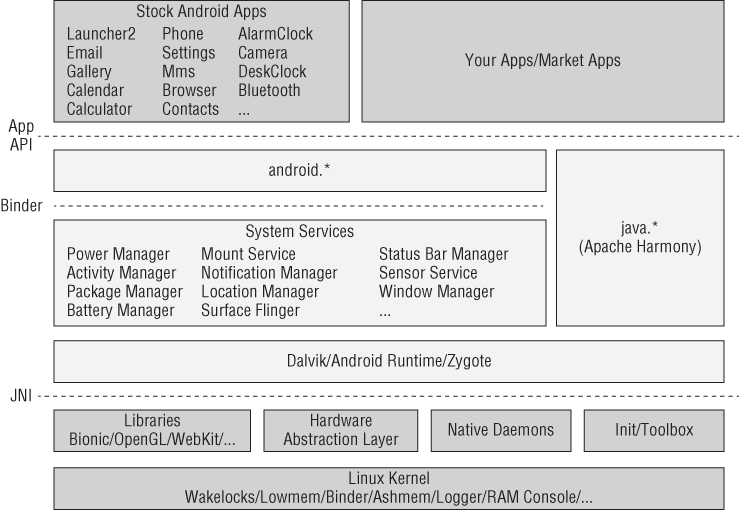 Stock Android Apps
Launcher2 Phone AlarmClock
Email Settings Camera
Gallery Mms DeskClock
Calendar Browser Bluetooth
Calculator Contacts ...
Your Apps/Market Apps
App
API
android.*
java.*
(Apache Harmony)
Binder
System Services
Power Manager Mount Service Status Bar Manager
Activity Manager Notification Manager Sensor Service
Package Manager Location Manager Window Manager
Battery Manager Surface Flinger ...
Dalvik/Android Runtime/Zygote
JNI
Libraries
Bionic/OpenGL/WebKit/...
Hardware
Abstraction Layer
Native Daemons
Init/Toolbox
Linux Kernel
Wakelocks/Lowmem/Binder/Ashmem/Logger/RAM Console/...